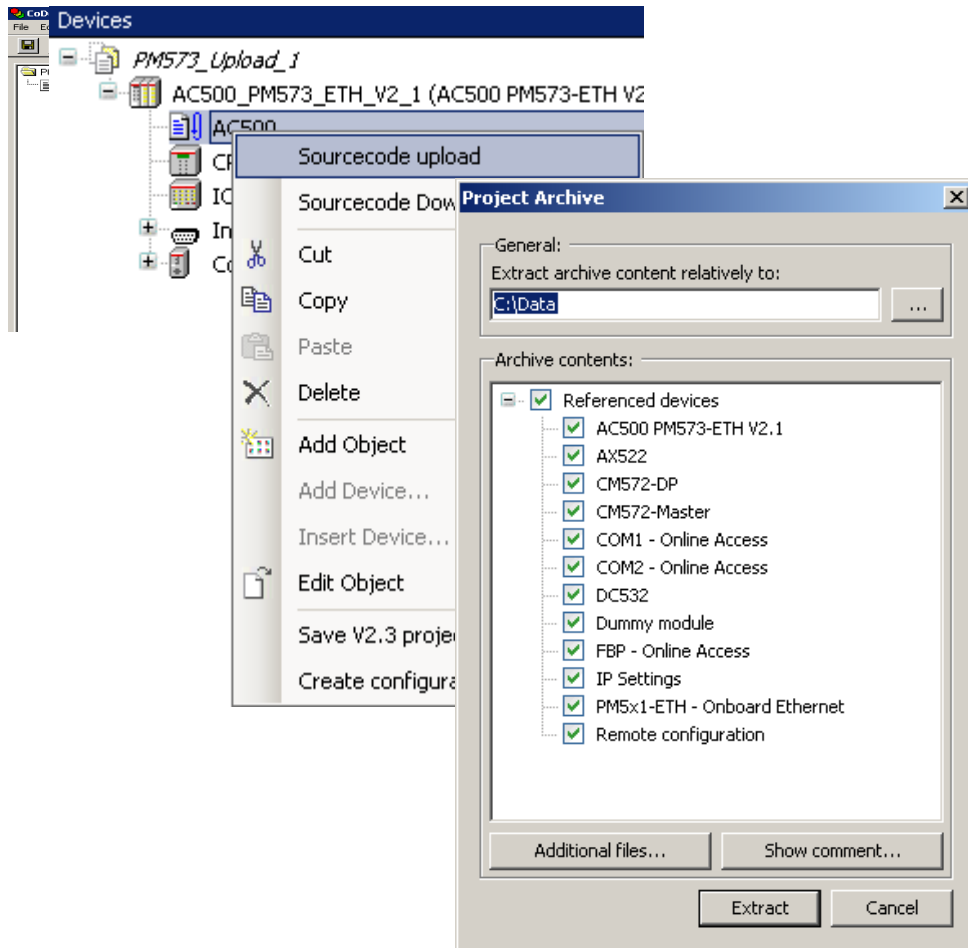 CoD
File Ed
Devices
PM573_Upload_1
AC500_PM573_ETH_V2_1 (AC500 PM573-ETH V2
AC500
Sourcecode upload
Sourcecode Dow
Cut
Copy
Paste
Delete
Add Object
Add Device...
Insert Device...
Edit Object
Save V2.3 proje
Create configura
Project Archive
General:
Extract archive content relatively to:
C:\Data
...
Archive contents:
Referenced devices
AC500 PM573-ETH V2.1
AX522
CM572-DP
CM572-Master
COM1 - Online Access
COM2 - Online Access
DC532
Dummy module
FBP - Online Access
IP Settings
PM5x1-ETH - Onboard Ethernet
Remote configuration
Additional files...
Show comment...
Extract
Cancel